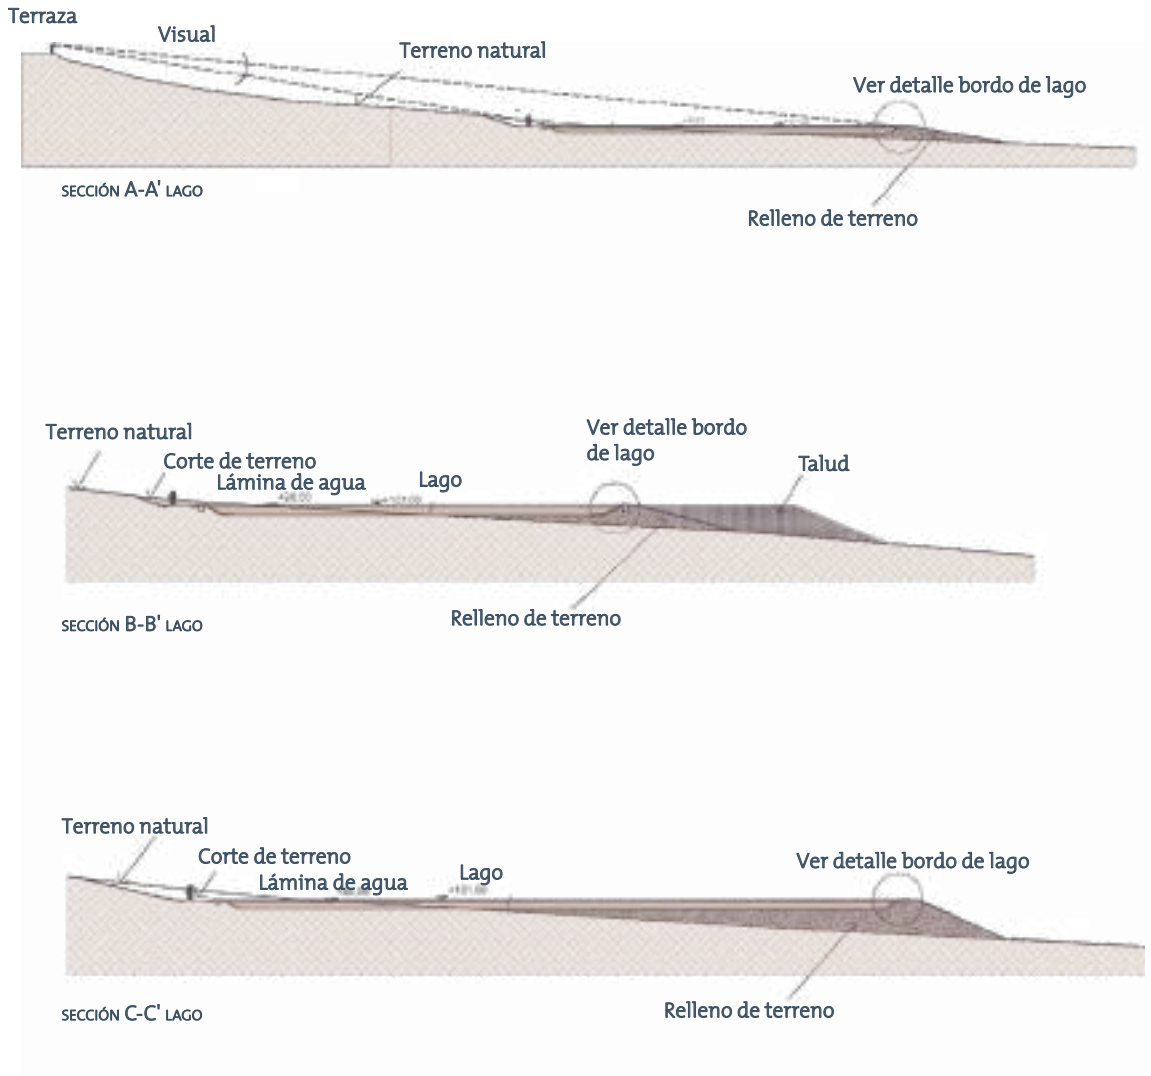 Terraza
Visual
Terreno natural
Ver detalle bordo de lago
Relleno de terreno
SECCIÓN A-A' LAGO
Ver detalle bordo
de lago
Terreno natural
Corte de terreno
Talud
Lámina de agua
Lago
Relleno de terreno
SECCIÓN B-B' LAGO
Terreno natural
Corte de terreno
Ver detalle bordo de lago
Lámina de agua
Lago
Relleno de terreno
SECCIÓN C-C' LAGO